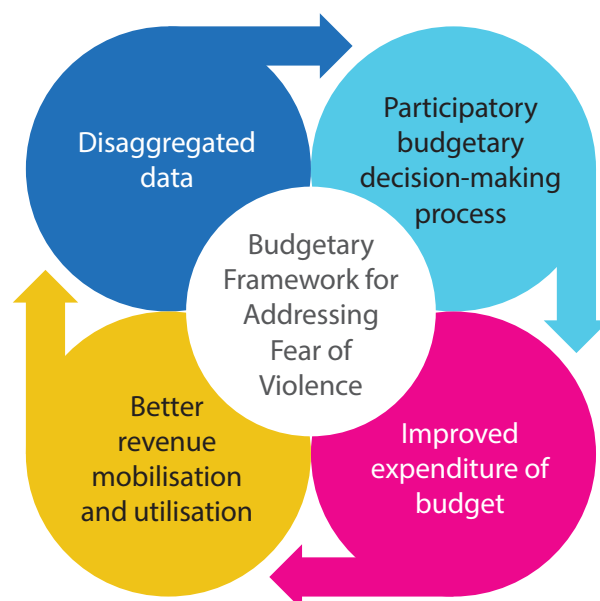 Disaggregated
data
Participatory
budgetary
decision-making
process
Budgetary
Framework for
Addressing
Fear of
Violence
Better
revenue
mobilisation
and utilisation
Improved
expenditure of
budget